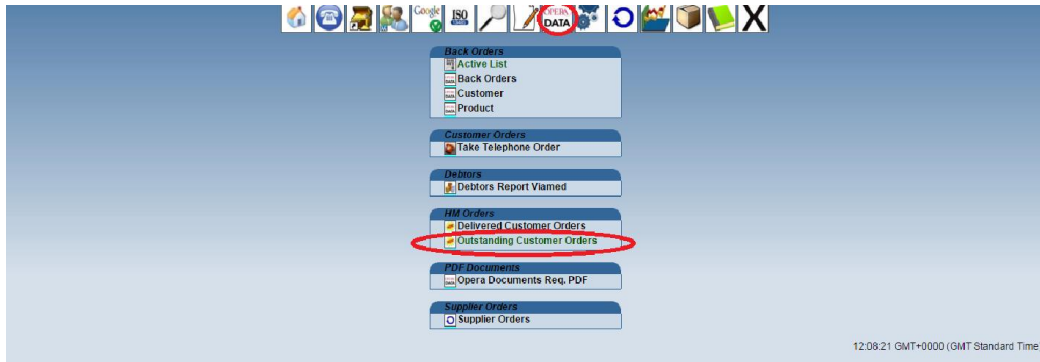 Google ISO OPERA DATA X
Back Orders
Active List
Back Orders
Customer
Product
Customer Orders
Take Telephone Order
Debtors
Debtors Report Viamed
HM Orders
Delivered Customer Orders
Outstanding Customer Orders
PDF Documents
Opera Documents Req. PDF
Supplier Orders
Supplier Orders
12:08:21 GMT+0000 (GMT Standard Time